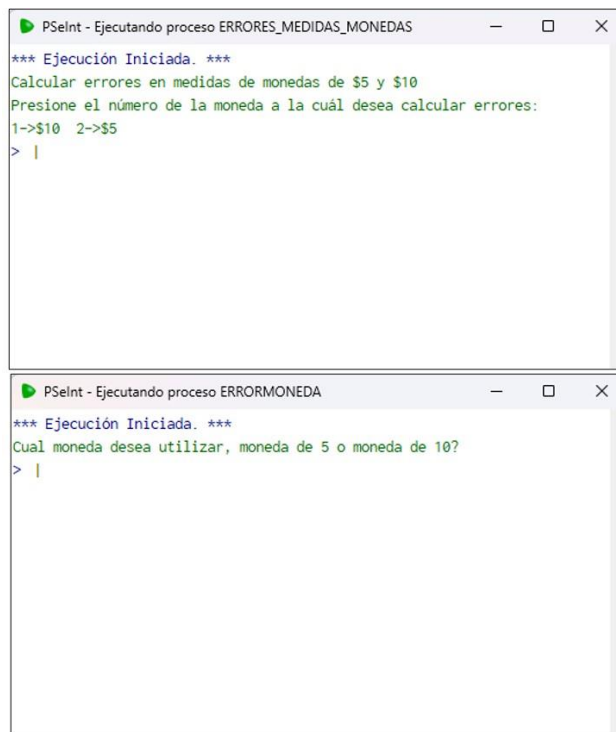 PSeInt - Ejecutando proceso ERRORES_MEDIDAS_MONEDAS
*** Ejecución Iniciada. ***
Calcular errores en medidas de monedas de $5 y $10
Presione el número de la moneda a la cuál desea calcular errores:
1->$10  2->$5
>
PSeInt - Ejecutando proceso ERRORMONEDA
*** Ejecución Iniciada. ***
Cual moneda desea utilizar, moneda de 5 o moneda de 10?
>